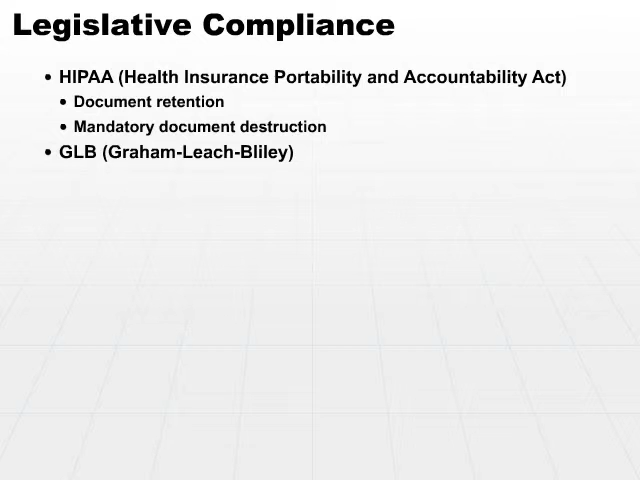 Legislative Compliance
• HIPAA (Health Insurance Portability and Accountability Act)
• Document retention
• Mandatory document destruction
• GLB (Graham-Leach-Bliley)